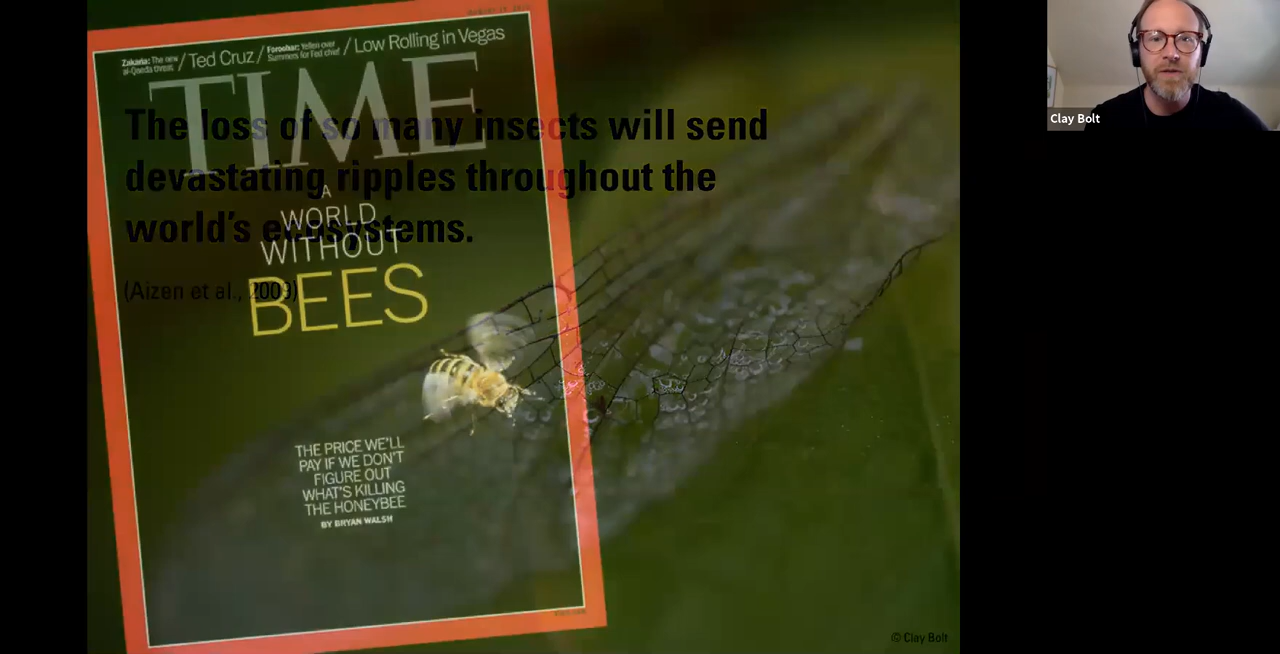 Zakaria: The new al-Qaeda threat / Ted Cruz / Foroohar: Yellen over Summers for Fed chief / Low Rolling in Vegas
TIME
The loss of so many insects will send
devastating ripples throughout the
world's ecosystems.
(Aizen et al., 2009)
A
WORLD
WITHOUT
BEES
THE PRICE WE'LL
PAY IF WE DON'T
FIGURE OUT
WHAT'S KILLING
THE HONEYBEE
BY BRYAN WALSH
© Clay Bolt
Clay Bolt